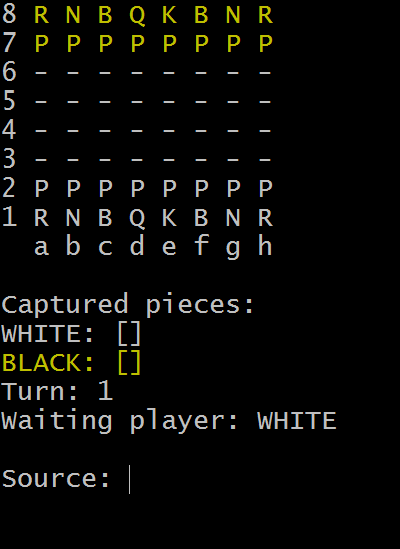 8 R N B Q K B N R
7 P P P P P P P P
6 - - - - - - - -
5 - - - - - - - -
4 - - - - - - - -
3 - - - - - - - -
2 P P P P P P P P
1 R N B Q K B N R
a b c d e f g h
Captured pieces:
WHITE: []
BLACK: []
Turn: 1
Waiting player: WHITE
Source: